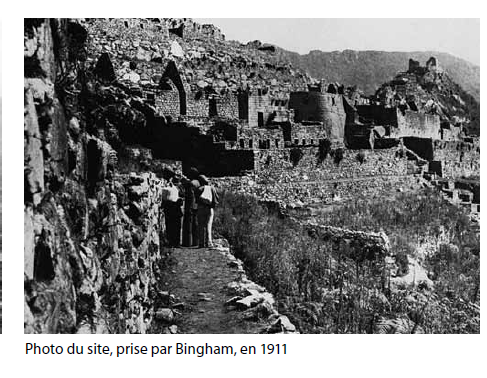 Photo du site, prise par Bingham, en 1911